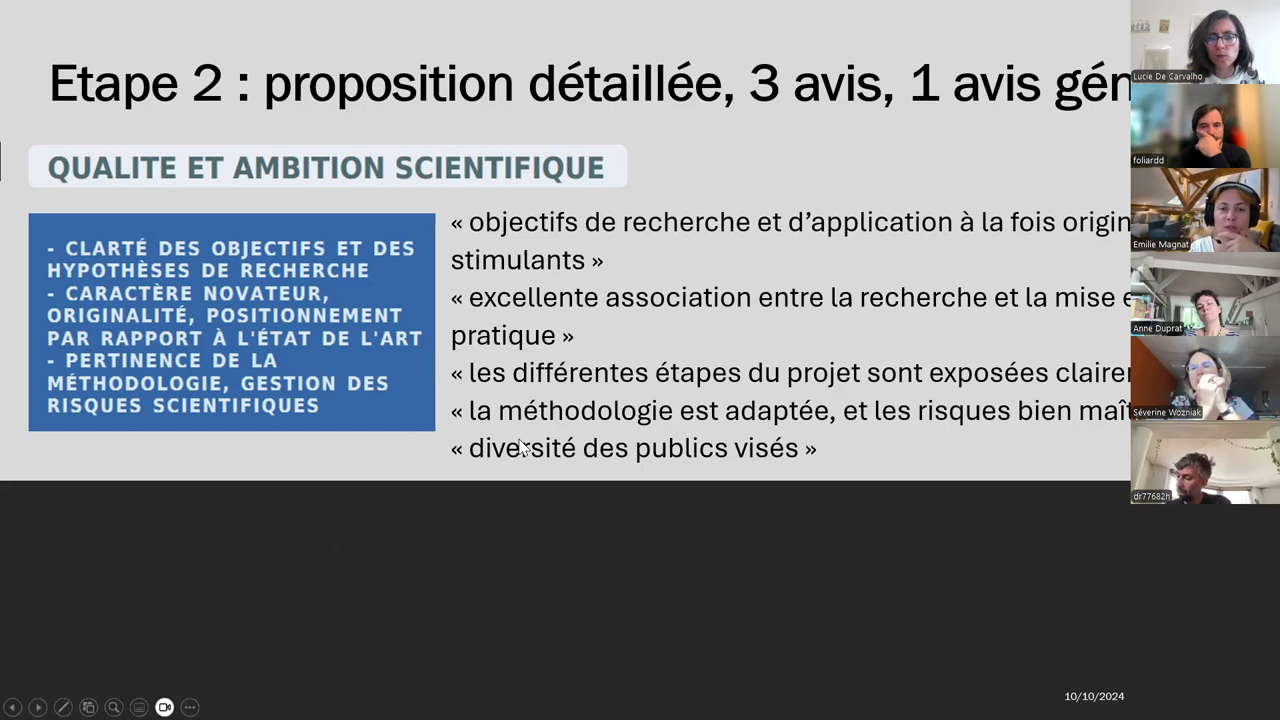 Etape 2 : proposition détaillée, 3 avis, 1 avis
QUALITE ET AMBITION SCIENTIFIQUE
- CLARTÉ DES OBJECTIFS ET DES
HYPOTHÈSES DE RECHERCHE
- CARACTÈRE NOVATEUR,
ORIGINALITÉ, POSITIONNEMENT
PAR RAPPORT À L'ÉTAT DE L'ART
- PERTINENCE DE LA
MÉTHODOLOGIE, GESTION DES
RISQUES SCIENTIFIQUES
« objectifs de recherche et d’application à la fois
stimulants »
« excellente association entre la recherche et la mise
pratique »
« les différentes étapes du projet sont exposées
« la méthodologie est adaptée, et les risques bien
« diversité des publics visés »
Lucie De Carvalho
foliardd
Emilie Magnat
Anne Duprat
Séverine Wozniak
dr77682h
10/10/2024